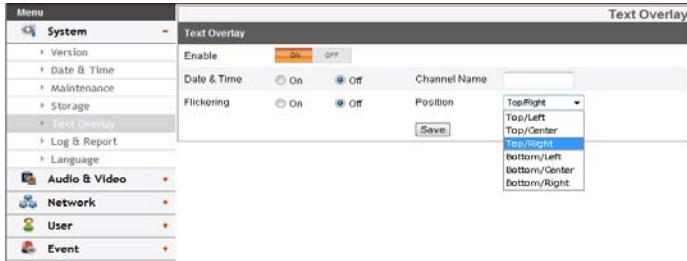 Menu
System -
Version
Date & Time
Maintenance
Storage
Text Overlay
Log & Report
Language
Audio & Video +
Network +
User +
Event +
Text Overlay
Text Overlay
Enable ON OFF
Date & Time On Off Channel Name
Flickering On Off Position Top/Right
Save
Top/Left
Top/Center
Top/Right
Bottom/Left
Bottom/Center
Bottom/Right